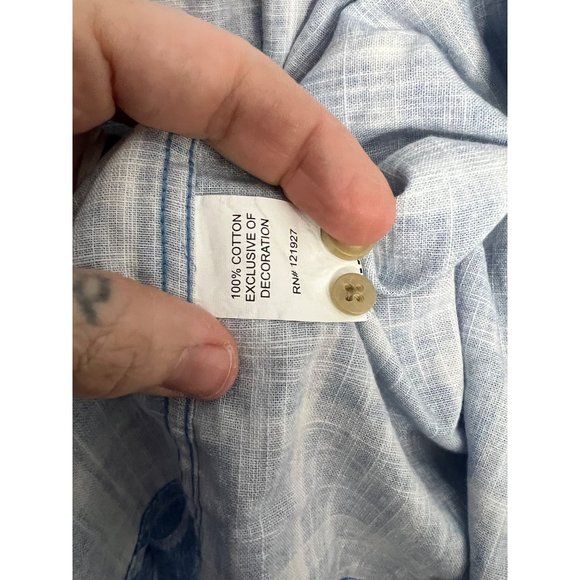 100% COTTON
EXCLUSIVE OF
DECORATION
RN# 121927